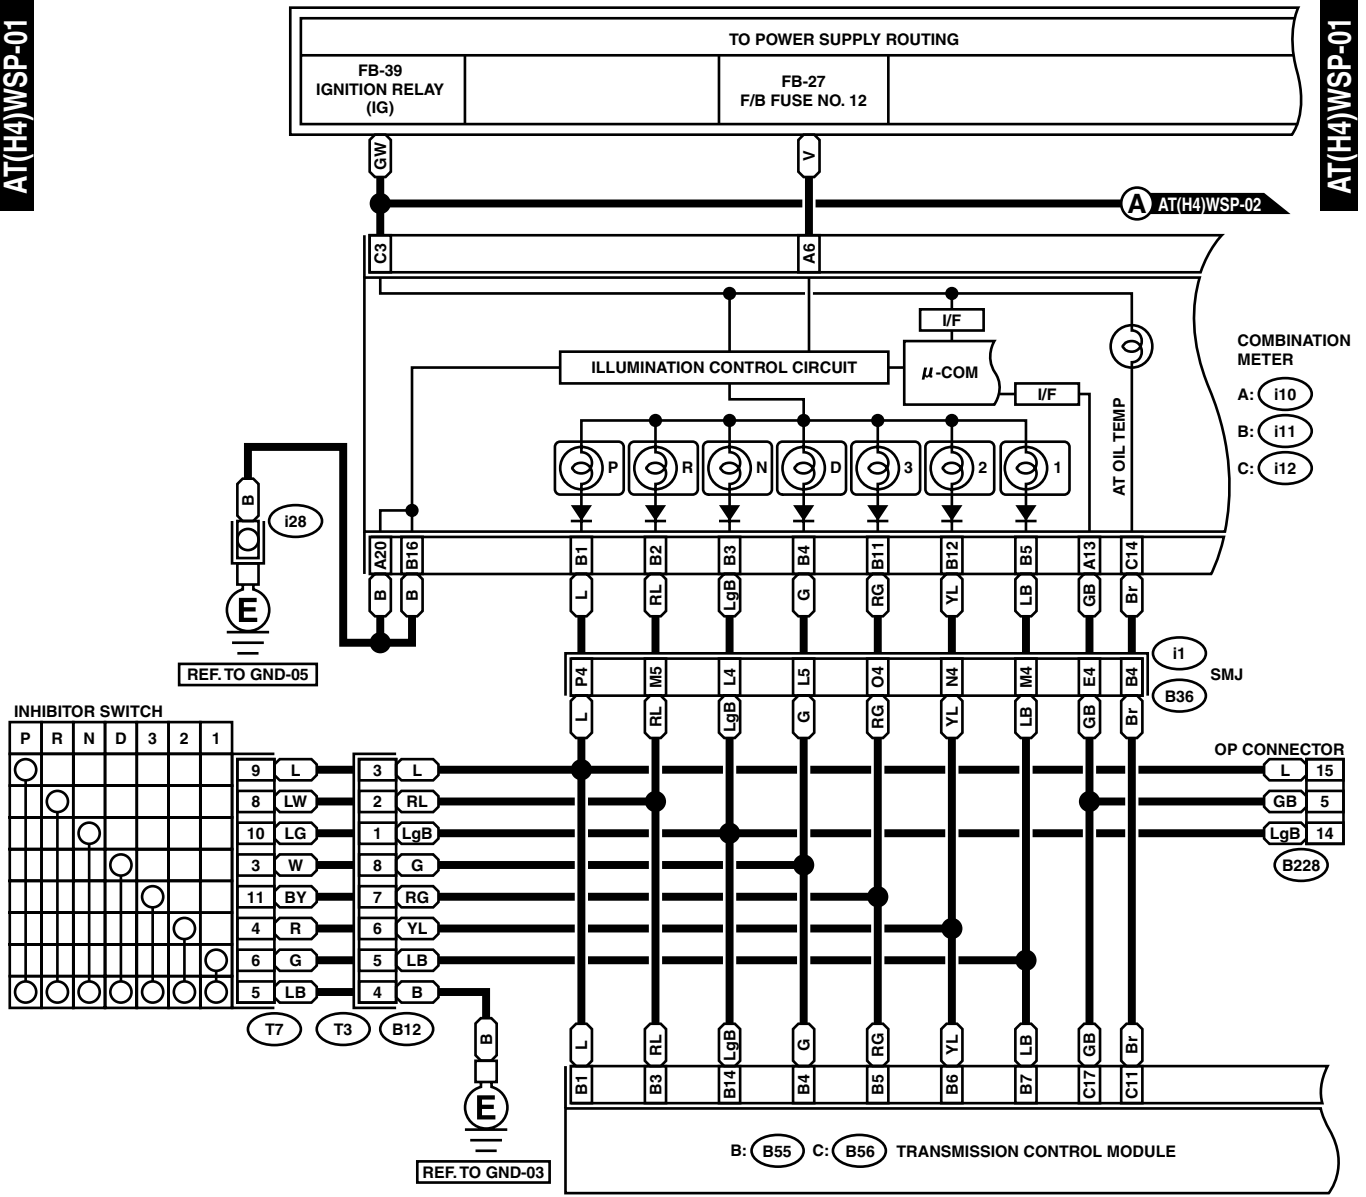 AT(H4)WSP-01
AT(H4)WSP-01
TO POWER SUPPLY ROUTING
FB-39
IGNITION RELAY
(IG)
FB-27
F/B FUSE NO. 12
GW
V
A AT(H4)WSP-02
C3
A6
I/F
ILLUMINATION CONTROL CIRCUIT
μ-COM
I/F
AT OIL TEMP
COMBINATION
METER
A: i10
B: i11
C: i12
P R N D 3 2 1
B
i28
E
REF. TO GND-05
A20 B16 B1 B2 B3 B4 B11 B12 B5 A13 C14
B B L RL LgB G RG YL LB GB Br
P4 M5 L4 L5 O4 N4 M4 E4 B4
i1
SMJ
B36
L RL LgB G RG YL LB GB Br
INHIBITOR SWITCH
P R N D 3 2 1
OP CONNECTOR
9 L 3 L L 15
8 LW 2 RL GB 5
10 LG 1 LgB LgB 14
3 W 8 G
B228
11 BY 7 RG
4 R 6 YL
6 G 5 LB
5 LB 4 B
T7 T3 B12
B
E
REF. TO GND-03
L RL LgB G RG YL LB GB Br
B1 B3 B14 B4 B5 B6 B7 C17 C11
B: B55 C: B56 TRANSMISSION CONTROL MODULE